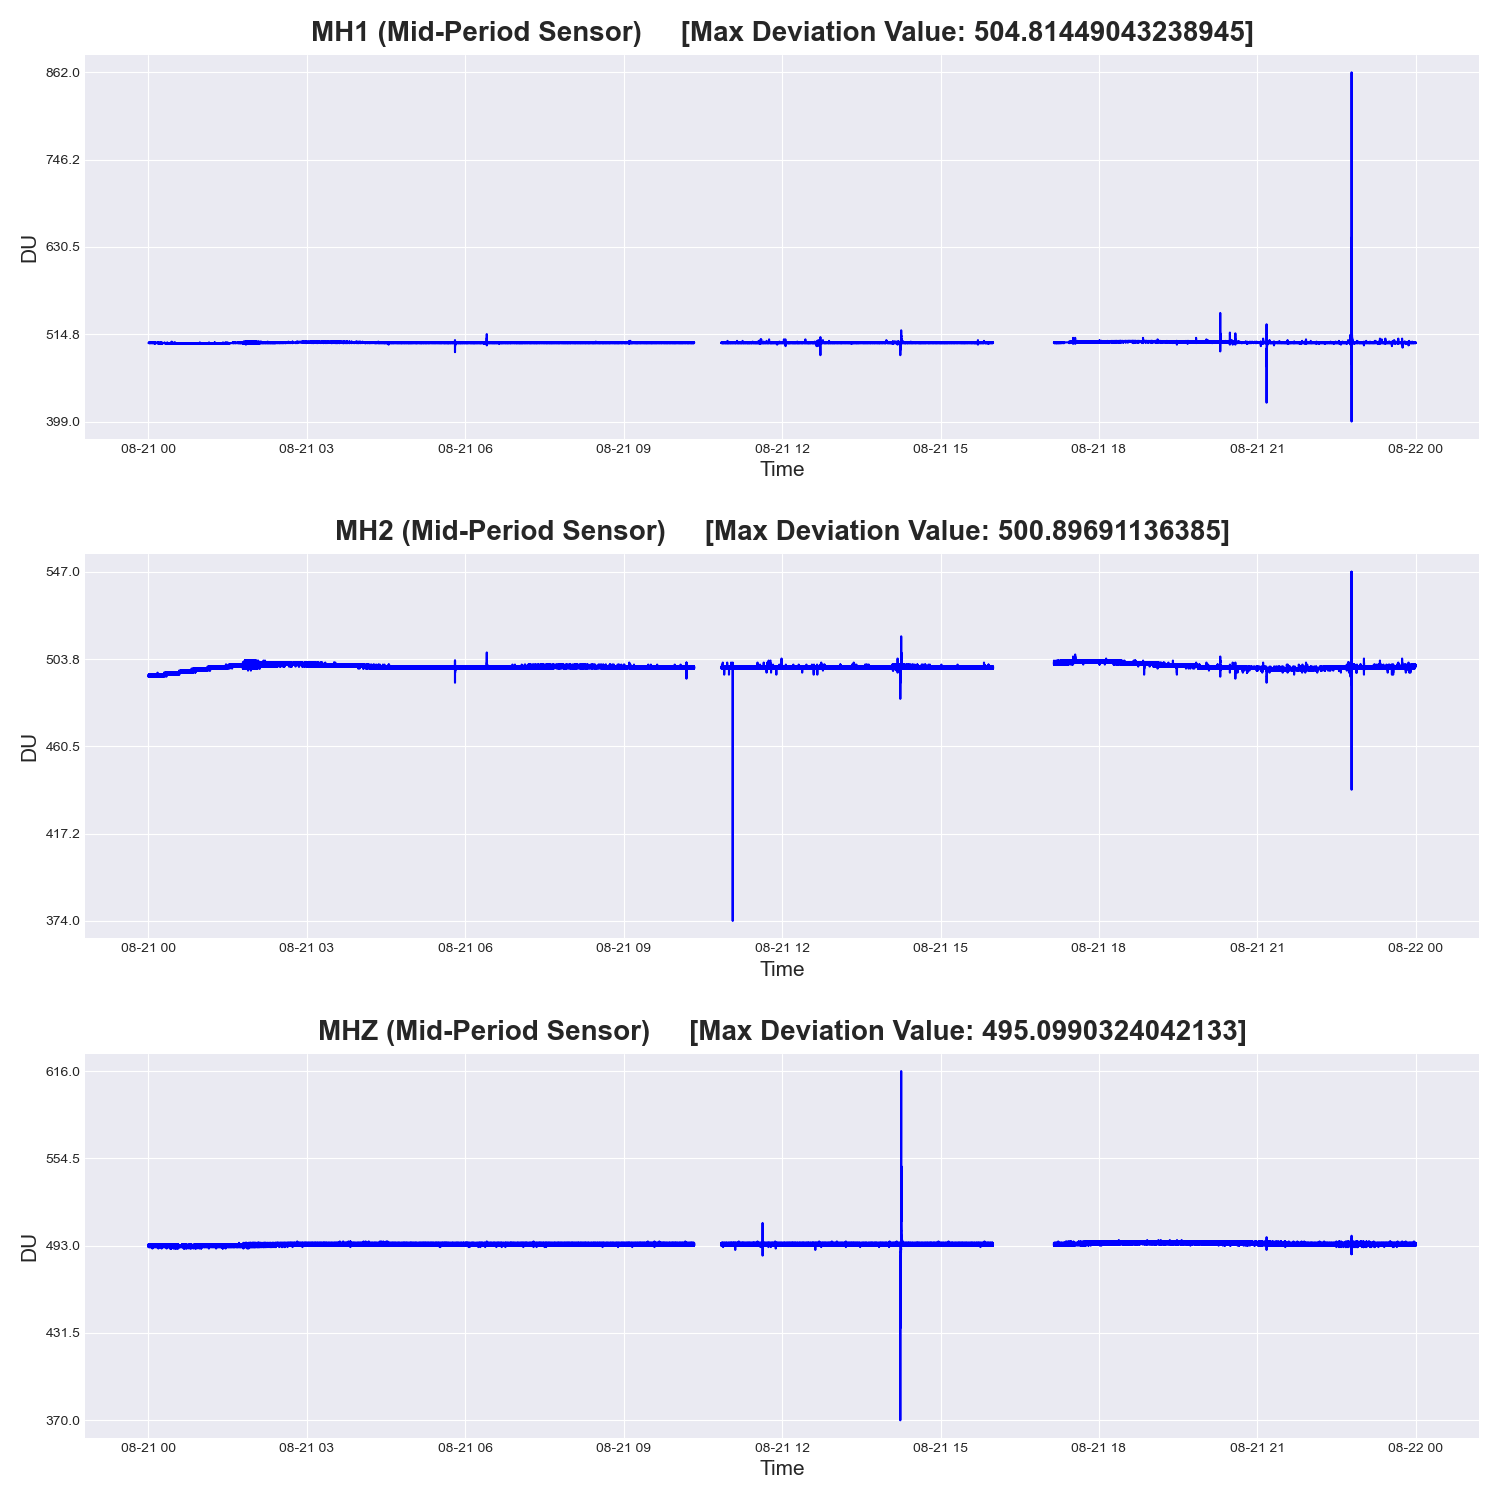 MH1 (Mid-Period Sensor) [Max Deviation Value: 504.81449043238945]
862.0
746.2
630.5
514.8
399.0
DU
08-21 00 08-21 03 08-21 06 08-21 09 08-21 12 08-21 15 08-21 18 08-21 21 08-22 00
Time
MH2 (Mid-Period Sensor) [Max Deviation Value: 500.89691136385]
547.0
503.8
460.5
417.2
374.0
DU
08-21 00 08-21 03 08-21 06 08-21 09 08-21 12 08-21 15 08-21 18 08-21 21 08-22 00
Time
MHZ (Mid-Period Sensor) [Max Deviation Value: 495.0990324042133]
616.0
554.5
493.0
431.5
370.0
DU
08-21 00 08-21 03 08-21 06 08-21 09 08-21 12 08-21 15 08-21 18 08-21 21 08-22 00
Time